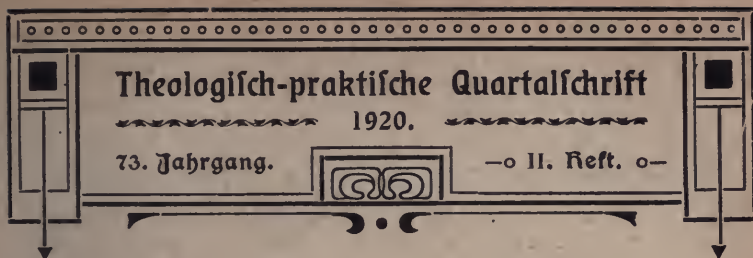 Theologiſch-praktiſche Quartalſchrift
1920.
73. Jahrgang. —o II. Heft. o—